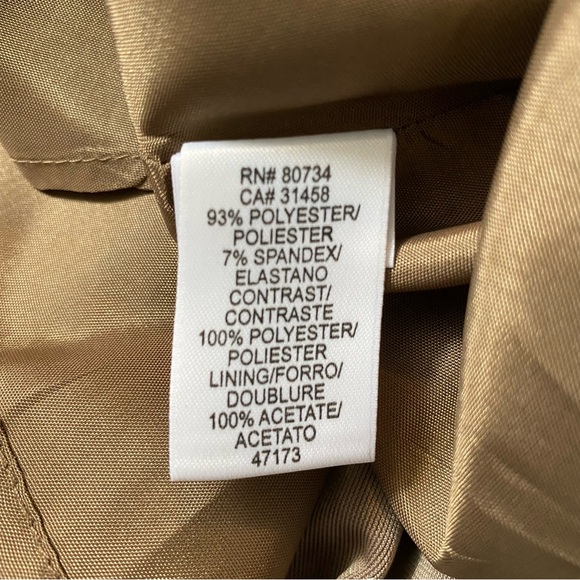 RN# 80734
CA# 31458
93% POLYESTER/
POLIESTER
7% SPANDEX/
ELASTANO
CONTRAST/
CONTRASTE
100% POLYESTER/
POLIESTER
LINING/FORRO/
DOUBLURE
100% ACETATE/
ACETATO
47173